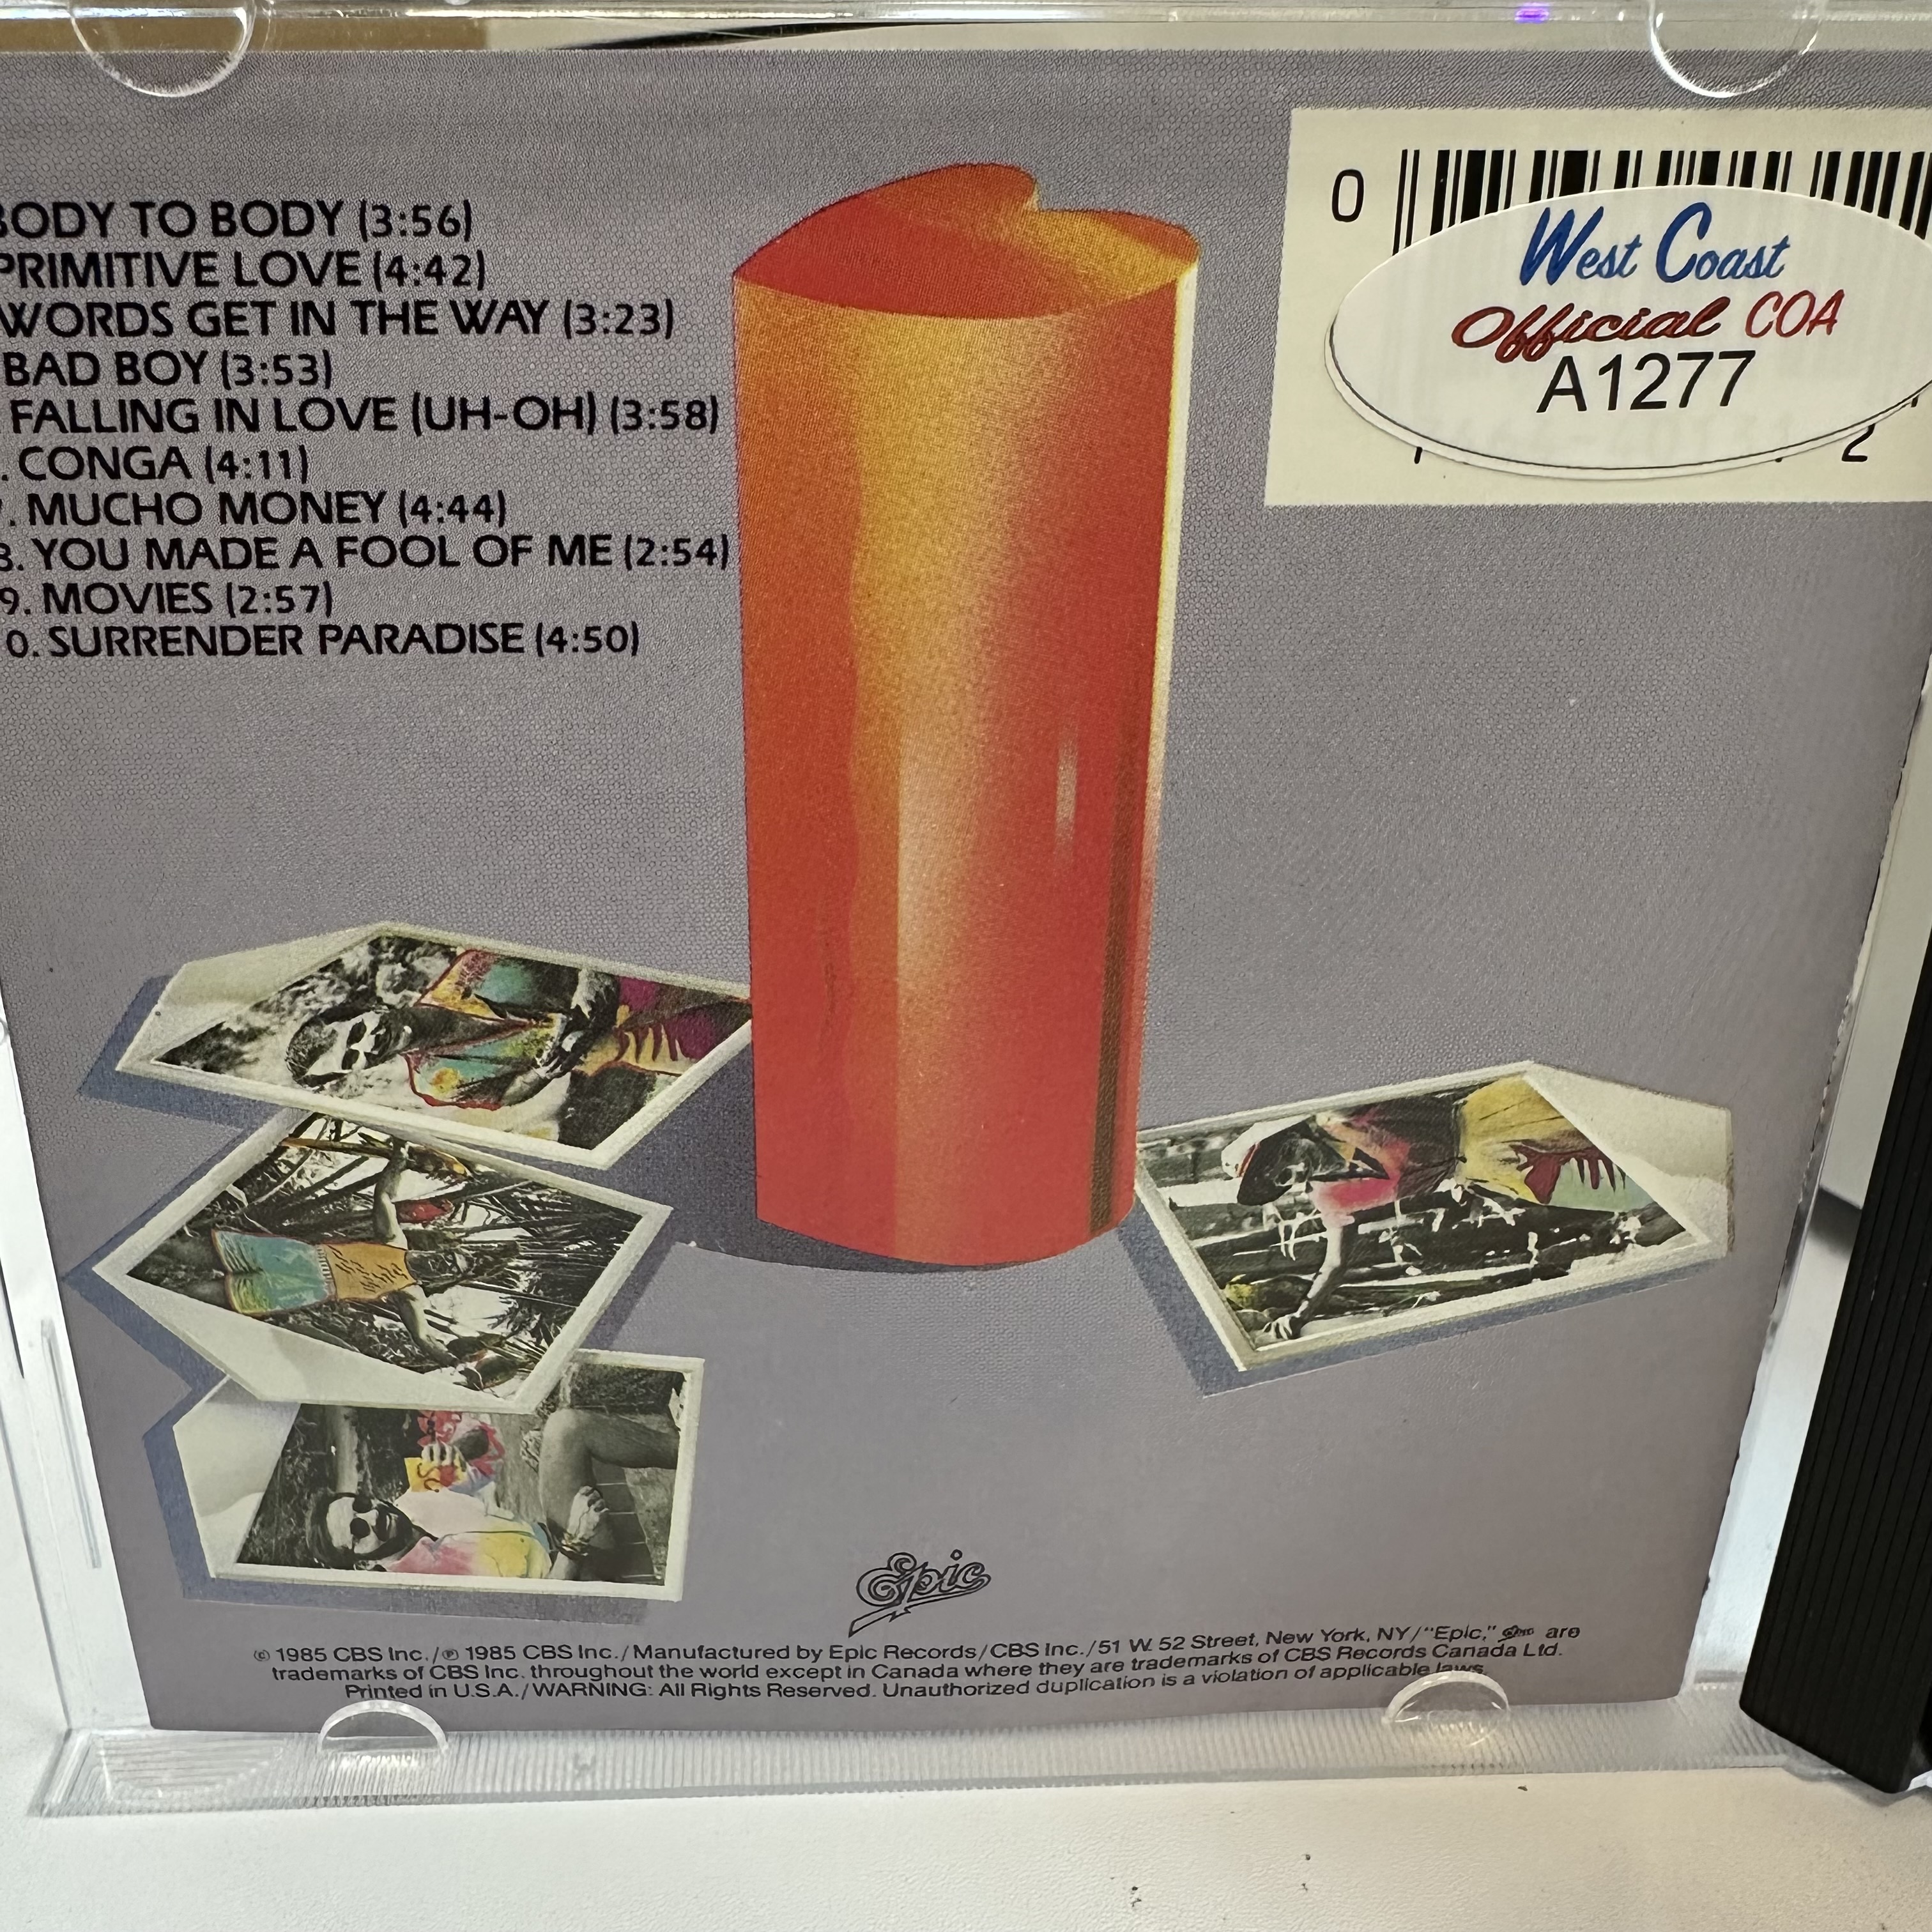 BODY TO BODY (3:56)
PRIMITIVE LOVE (4:42)
WORDS GET IN THE WAY (3:23)
BAD BOY (3:53)
FALLING IN LOVE (UH-OH) (3:58)
. CONGA (4:11)
. MUCHO MONEY (4:44)
8. YOU MADE A FOOL OF ME (2:54)
9. MOVIES (2:57)
0. SURRENDER PARADISE (4:50)
0
West Coast
Official COA
A1277
2
Epic
© 1985 CBS Inc./℗ 1985 CBS Inc./Manufactured by Epic Records/CBS Inc./51 W. 52 Street, New York, NY/"Epic," Epic are
trademarks of CBS Inc. throughout the world except in Canada where they are trademarks of CBS Records Canada Ltd.
Printed in U.S.A./WARNING: All Rights Reserved. Unauthorized duplication is a violation of applicable laws.